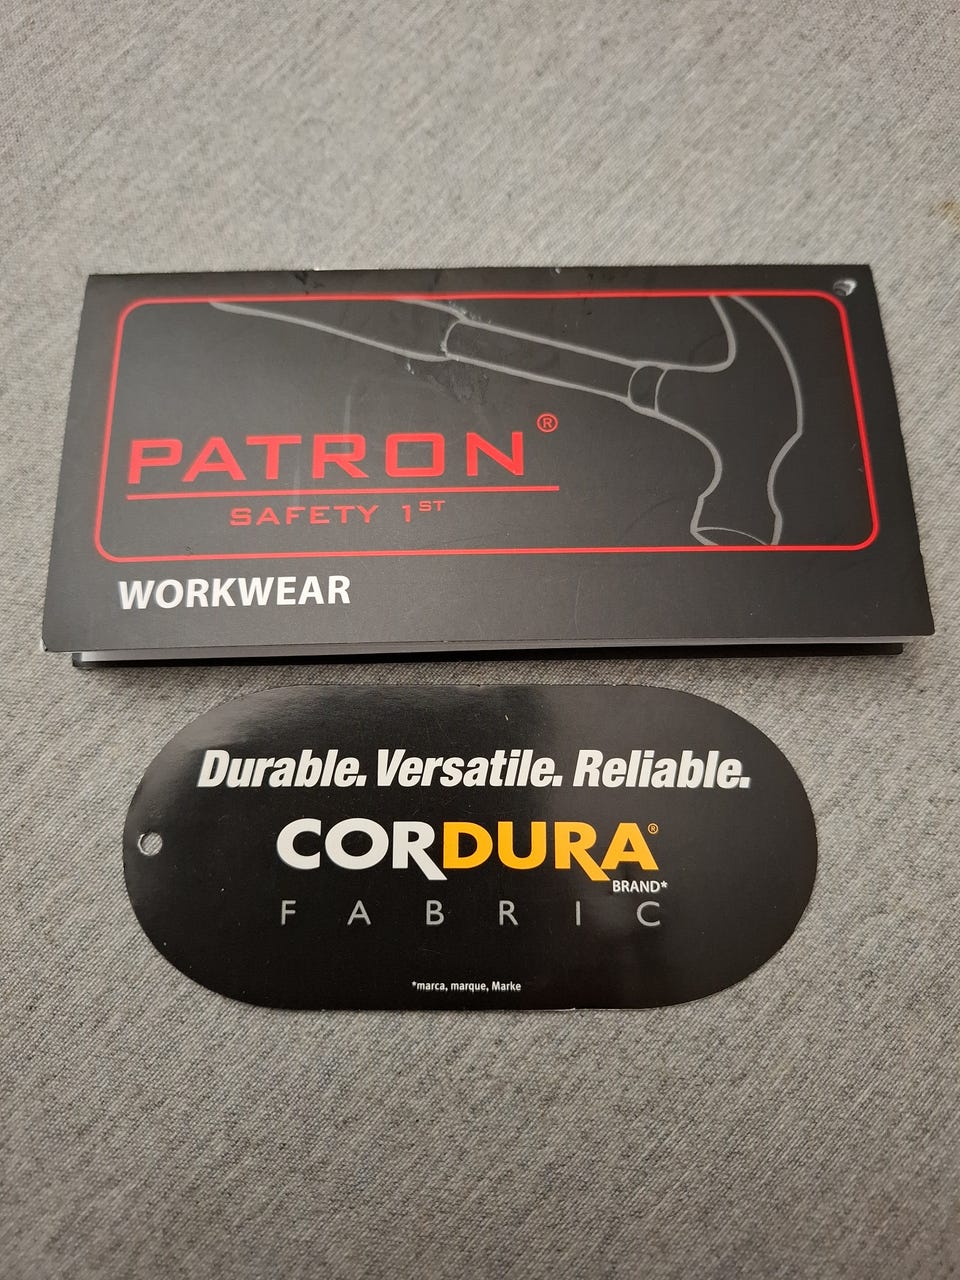 PATRON®
SAFETY 1ST
WORKWEAR
Durable. Versatile. Reliable.
CORDURA®
BRAND*
FABRIC
*marca, marque, Marke